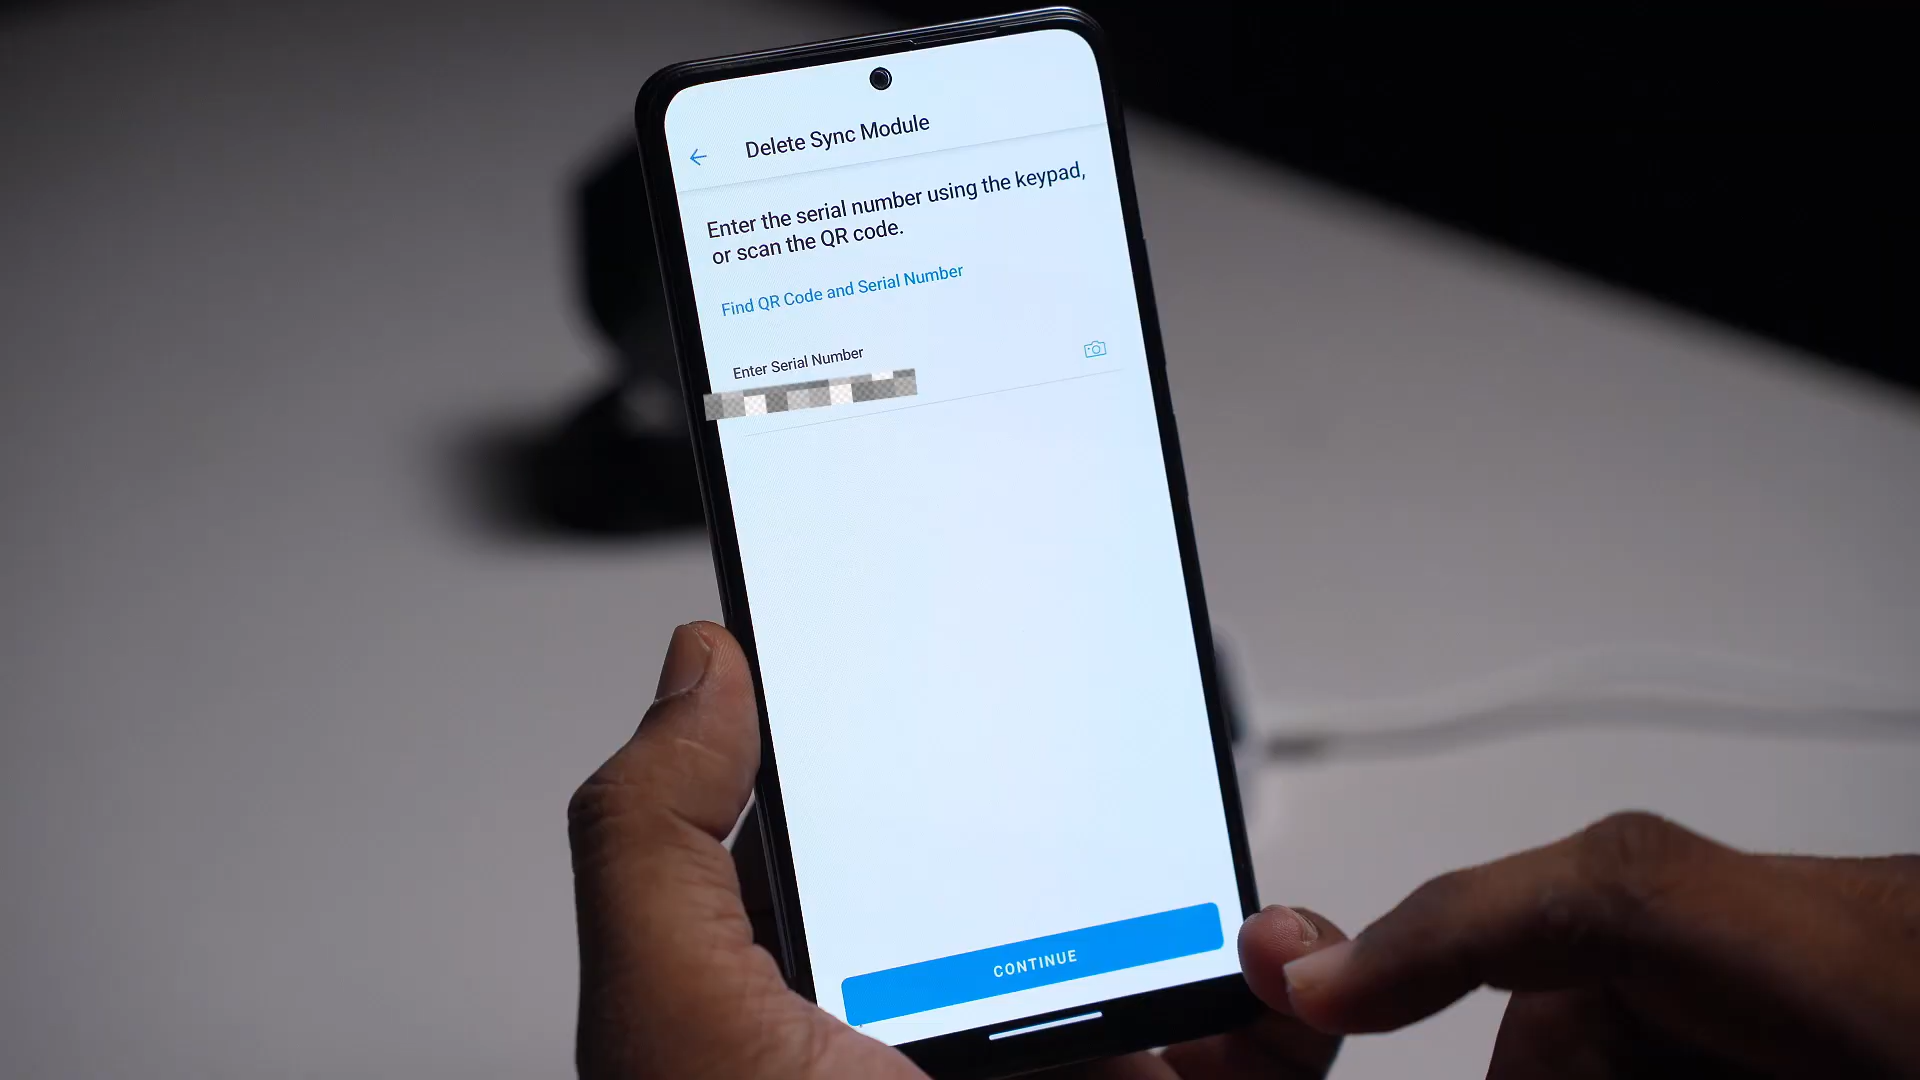 Delete Sync Module
Enter the serial number using the keypad,
or scan the QR code.
Find QR Code and Serial Number
Enter Serial Number
CONTINUE